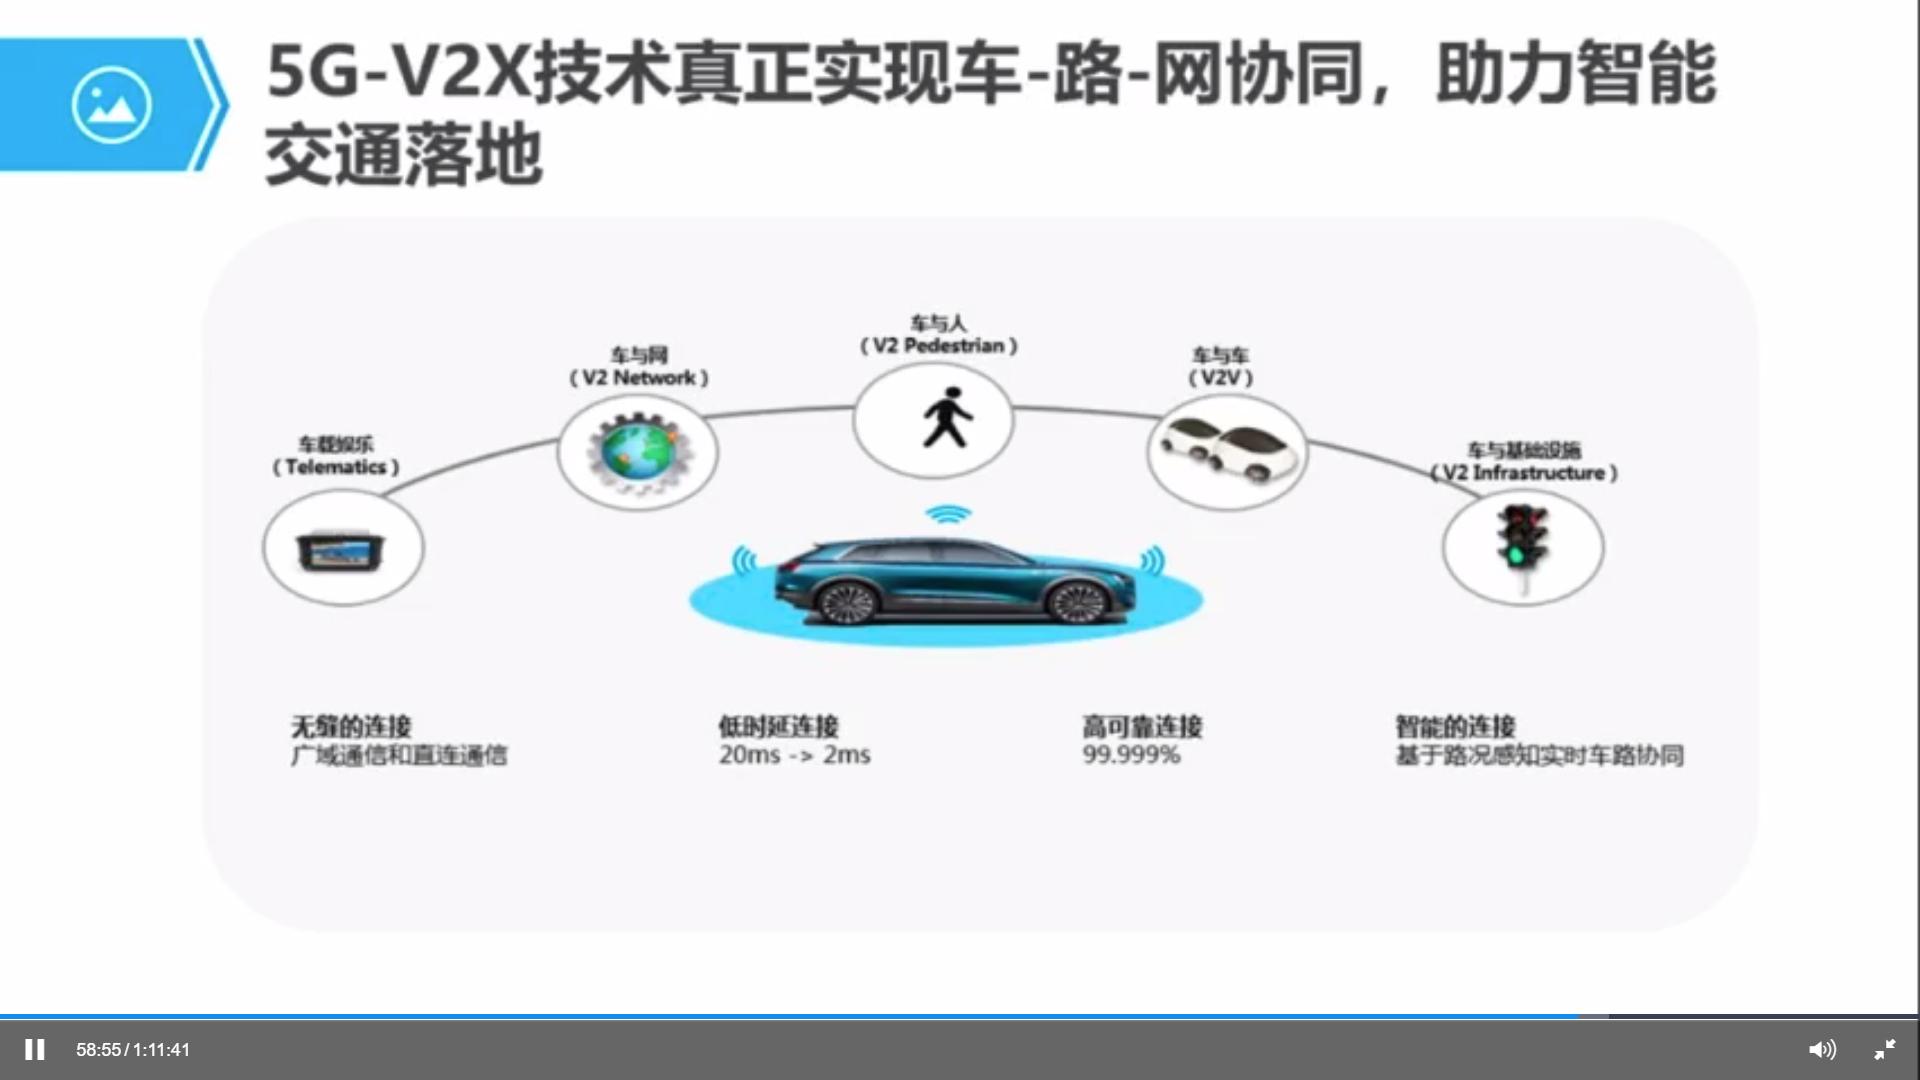 5G-V2X技术真正实现车-路-网协同，助力智能
交通落地
车与人
( V2 Pedestrian )
车与网
( V2 Network )
车与车
( V2V )
车载娱乐
( Telematics )
车与基础设施
( V2 Infrastructure )
无缝的连接
广域通信和直连通信
低时延连接
20ms -> 2ms
高可靠连接
99.999%
智能的连接
基于路况感知实时车路协同
58:55 / 1:11:41